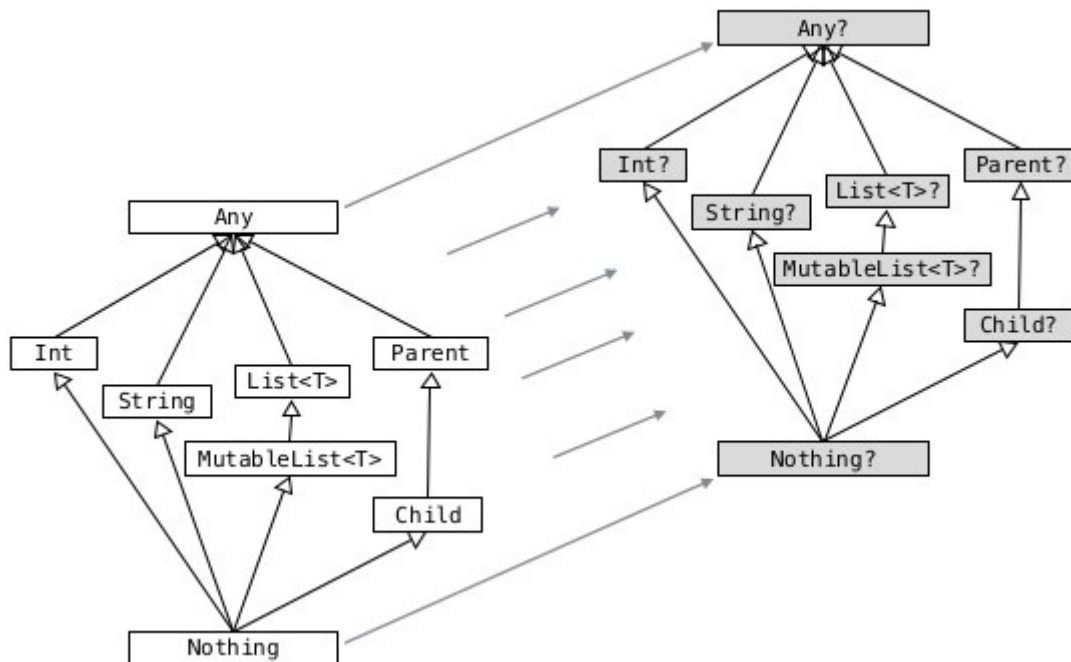 Any?
Int?
Parent?
List<T>?
String?
Any
MutableList<T>?
Child?
Int
Parent
List<T>
String
MutableList<T>
Nothing?
Child
Nothing